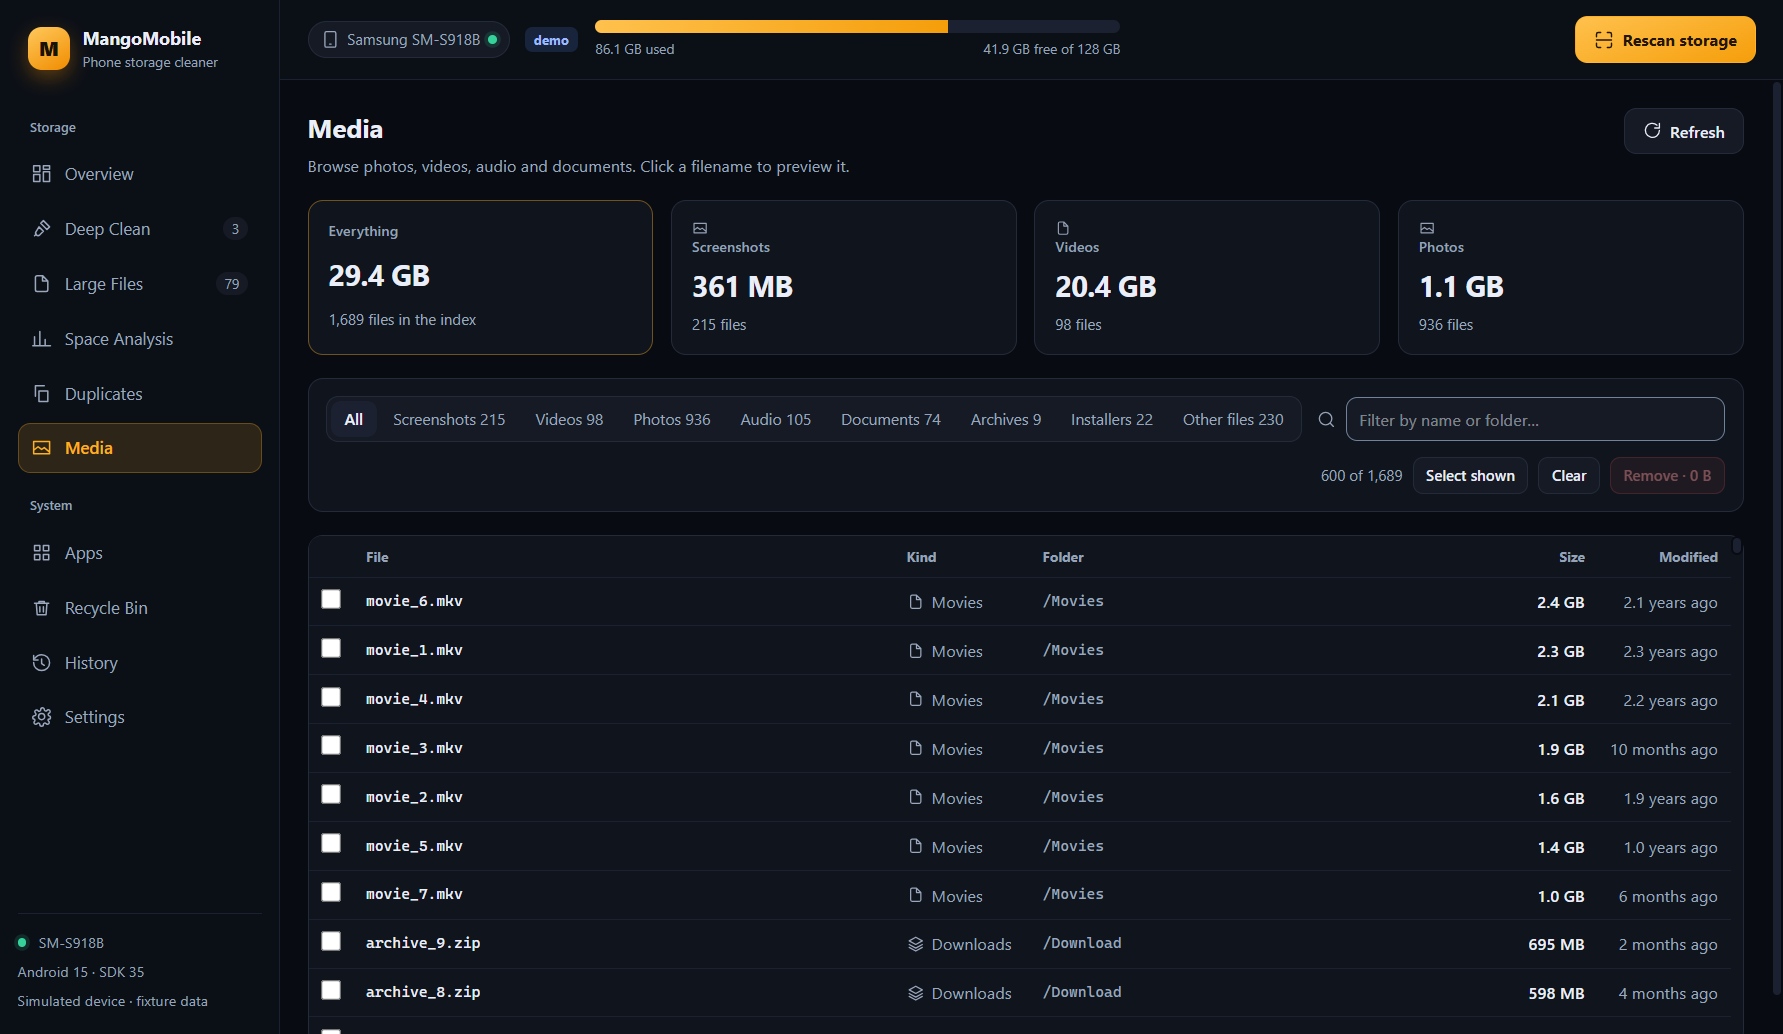 M
MangoMobile
Phone storage cleaner
Storage
Overview
Deep Clean 3
Large Files 79
Space Analysis
Duplicates
Media
System
Apps
Recycle Bin
History
Settings
SM-S918B
Android 15 · SDK 35
Simulated device · fixture data
Samsung SM-S918B
demo
86.1 GB used
41.9 GB free of 128 GB
Rescan storage
Media
Browse photos, videos, audio and documents. Click a filename to preview it.
Refresh
Everything
29.4 GB
1,689 files in the index
Screenshots
361 MB
215 files
Videos
20.4 GB
98 files
Photos
1.1 GB
936 files
All Screenshots 215 Videos 98 Photos 936 Audio 105 Documents 74 Archives 9 Installers 22 Other files 230
Filter by name or folder...
600 of 1,689 Select shown Clear Remove · 0 B
File Kind Folder Size Modified
movie_6.mkv Movies /Movies 2.4 GB 2.1 years ago
movie_1.mkv Movies /Movies 2.3 GB 2.3 years ago
movie_4.mkv Movies /Movies 2.1 GB 2.2 years ago
movie_3.mkv Movies /Movies 1.9 GB 10 months ago
movie_2.mkv Movies /Movies 1.6 GB 1.9 years ago
movie_5.mkv Movies /Movies 1.4 GB 1.0 years ago
movie_7.mkv Movies /Movies 1.0 GB 6 months ago
archive_9.zip Downloads /Download 695 MB 2 months ago
archive_8.zip Downloads /Download 598 MB 4 months ago